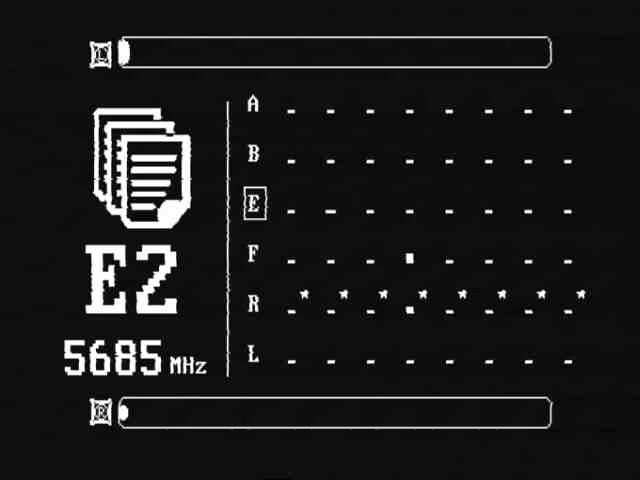 L
A - - - - - - - -
B - - - - - - - -
E - - - - - - - -
F - - - - - - -
R * * * * * * * *
L - - - - - - - -
E2
5685 MHz
R